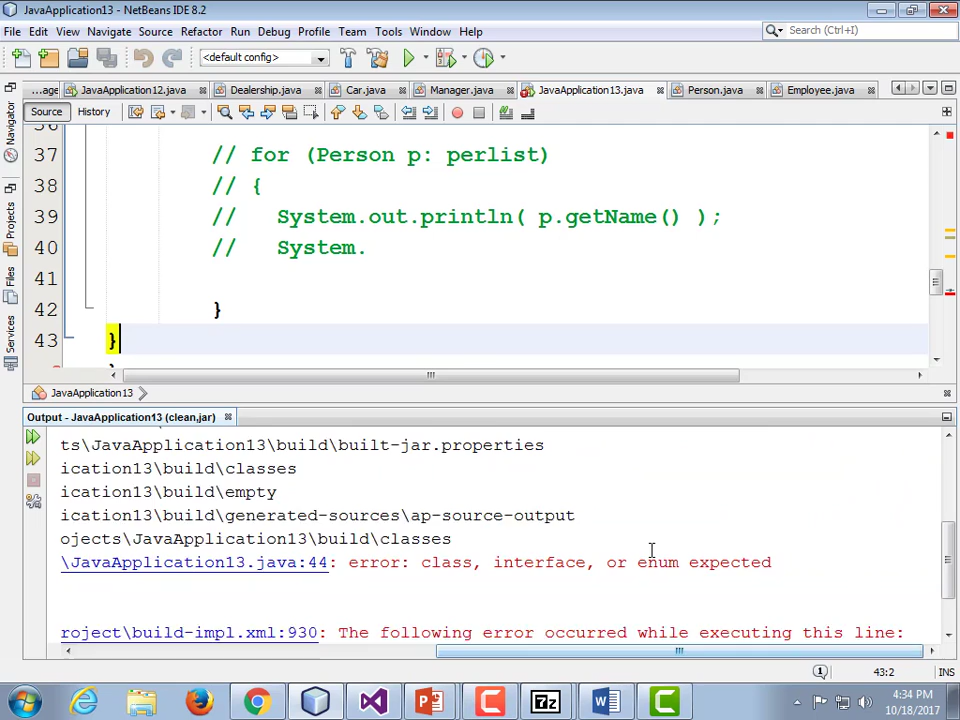 JavaApplication13 - NetBeans IDE 8.2
File Edit View Navigate Source Refactor Run Debug Profile Team Tools Window Help
Search (Ctrl+I)
<default config>
...age JavaApplication12.java Dealership.java Car.java Manager.java JavaApplication13.java Person.java Employee.java
Source History
36
37 // for (Person p: perlist)
38 // {
39 // System.out.println( p.getName() );
40 // System.
41
42 }
43 }
}
JavaApplication13
Output - JavaApplication13 (clean,jar)
ts\JavaApplication13\build\built-jar.properties
ication13\build\classes
ication13\build\empty
ication13\build\generated-sources\ap-source-output
ojects\JavaApplication13\build\classes
\JavaApplication13.java:44: error: class, interface, or enum expected
roject\build-impl.xml:930: The following error occurred while executing this line:
43:2 INS
Navigator
Projects
Files
Services
4:34 PM
10/18/2017